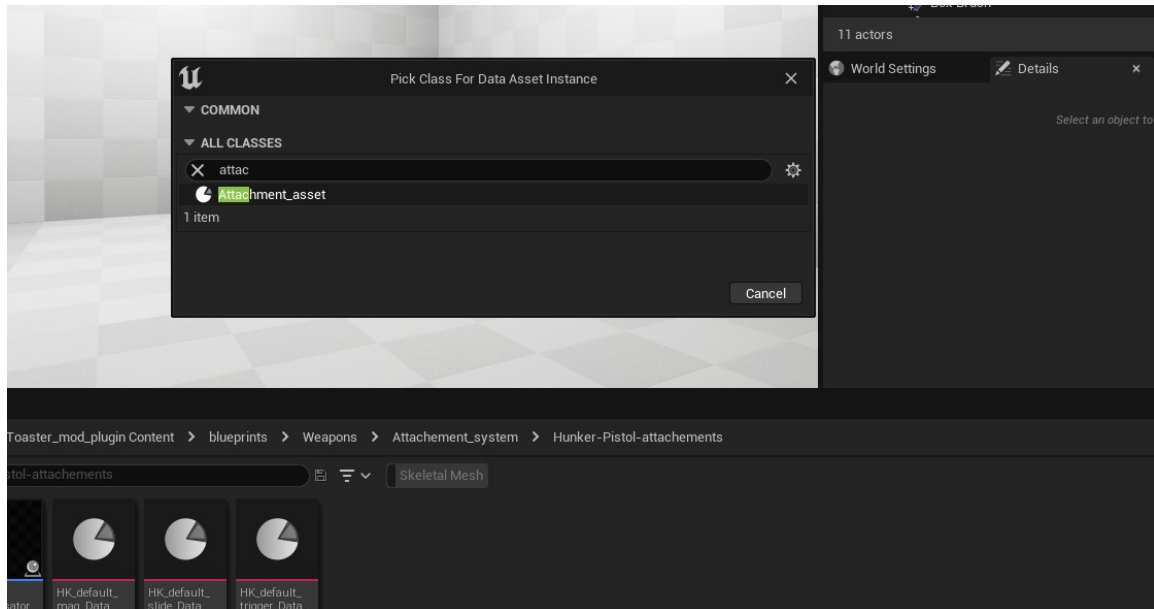 11 actors
World Settings
Details
Select an object to
Pick Class For Data Asset Instance
COMMON
ALL CLASSES
attac
Attachment_asset
1 item
Cancel
Toaster_mod_plugin Content > blueprints > Weapons > Attachement_system > Hunker-Pistol-attachements
stol-attachements
Skeletal Mesh
HK_default_
mag_Data
HK_default_
slide_Data
HK_default_
trigger_Data